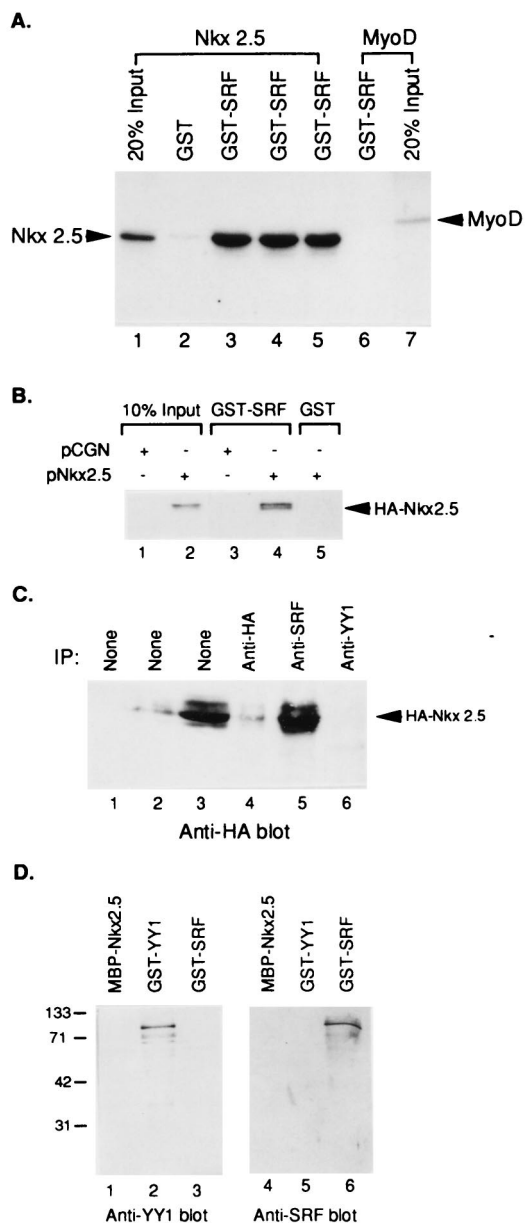 A.
Nkx 2.5 MyoD
20% Input GST GST-SRF GST-SRF GST-SRF GST-SRF 20% Input
Nkx 2.5 MyoD
1 2 3 4 5 6 7
B.
10% Input GST-SRF GST
pCGN + - + - -
pNkx2.5 - + - + +
HA-Nkx2.5
1 2 3 4 5
C.
IP: None None None Anti-HA Anti-SRF Anti-YY1
HA-Nkx 2.5
1 2 3 4 5 6
Anti-HA blot
D.
MBP-Nkx2.5 GST-YY1 GST-SRF MBP-Nkx2.5 GST-YY1 GST-SRF
133
71
42
31
1 2 3 4 5 6
Anti-YY1 blot Anti-SRF blot